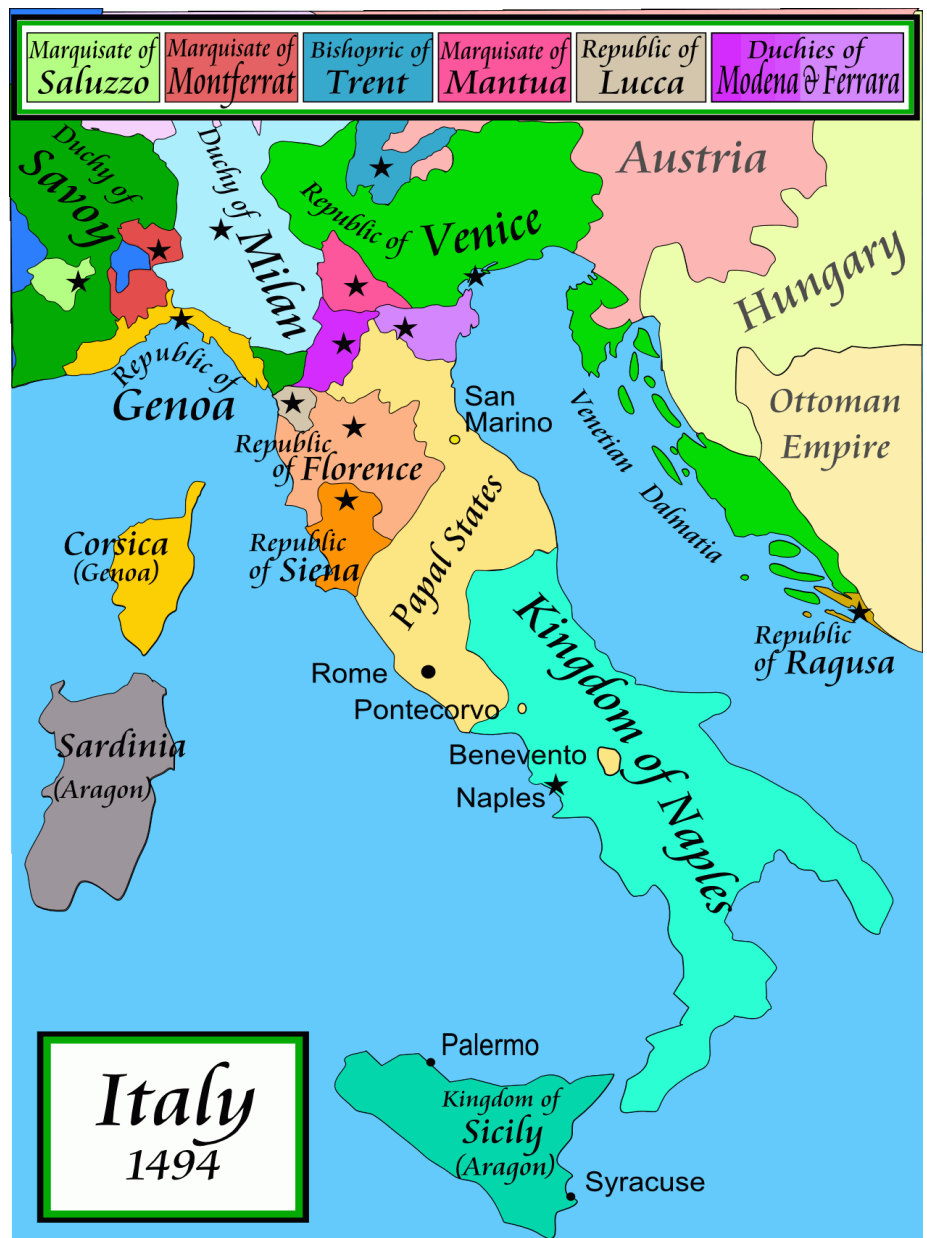 Marquisate of
Saluzzo
Marquisate of
Montferrat
Bishopric of
Trent
Marquisate of
Mantua
Republic of
Lucca
Duchies of
Modena & Ferrara
Duchy of
Savoy
Duchy of
Milan
Republic of Venice
Austria
Hungary
Republic of
Genoa
San
Marino
Venetian
Dalmatia
Ottoman
Empire
Republic
of Florence
Papal States
Corsica
(Genoa)
Republic
of Siena
Republic
of Ragusa
Rome
Pontecorvo
Kingdom of Naples
Sardinia
(Aragon)
Benevento
Naples
Palermo
Kingdom of
Sicily
(Aragon)
Syracuse
Italy
1494